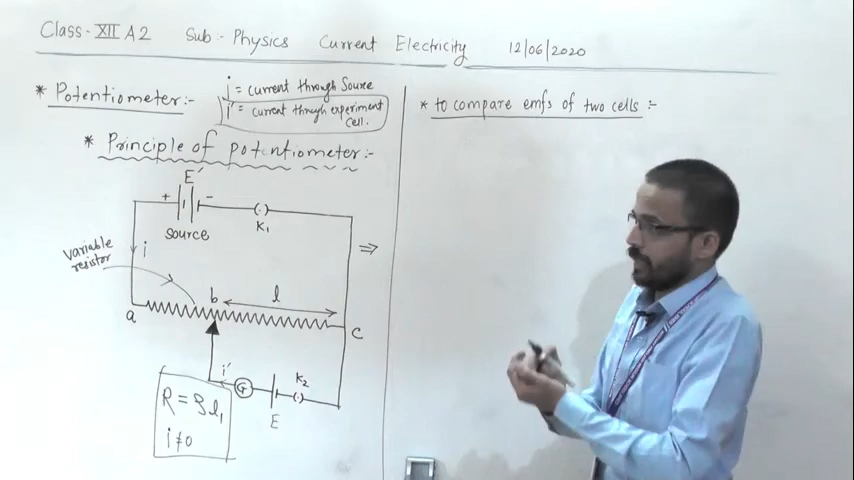 Class - XII A2 Sub :- Physics Current Electricity 12/06/2020
* Potentiometer :-
i = current through Source
i' = current through experiment
cell.
* Principle of potentiometer :-
E'
+ -
Source
K₁
i
variable
resistor
b
l
a
c
⇒
i'
G
K₂
E
R = ρl₁
i ≠ 0
* to compare emfs of two cells :-